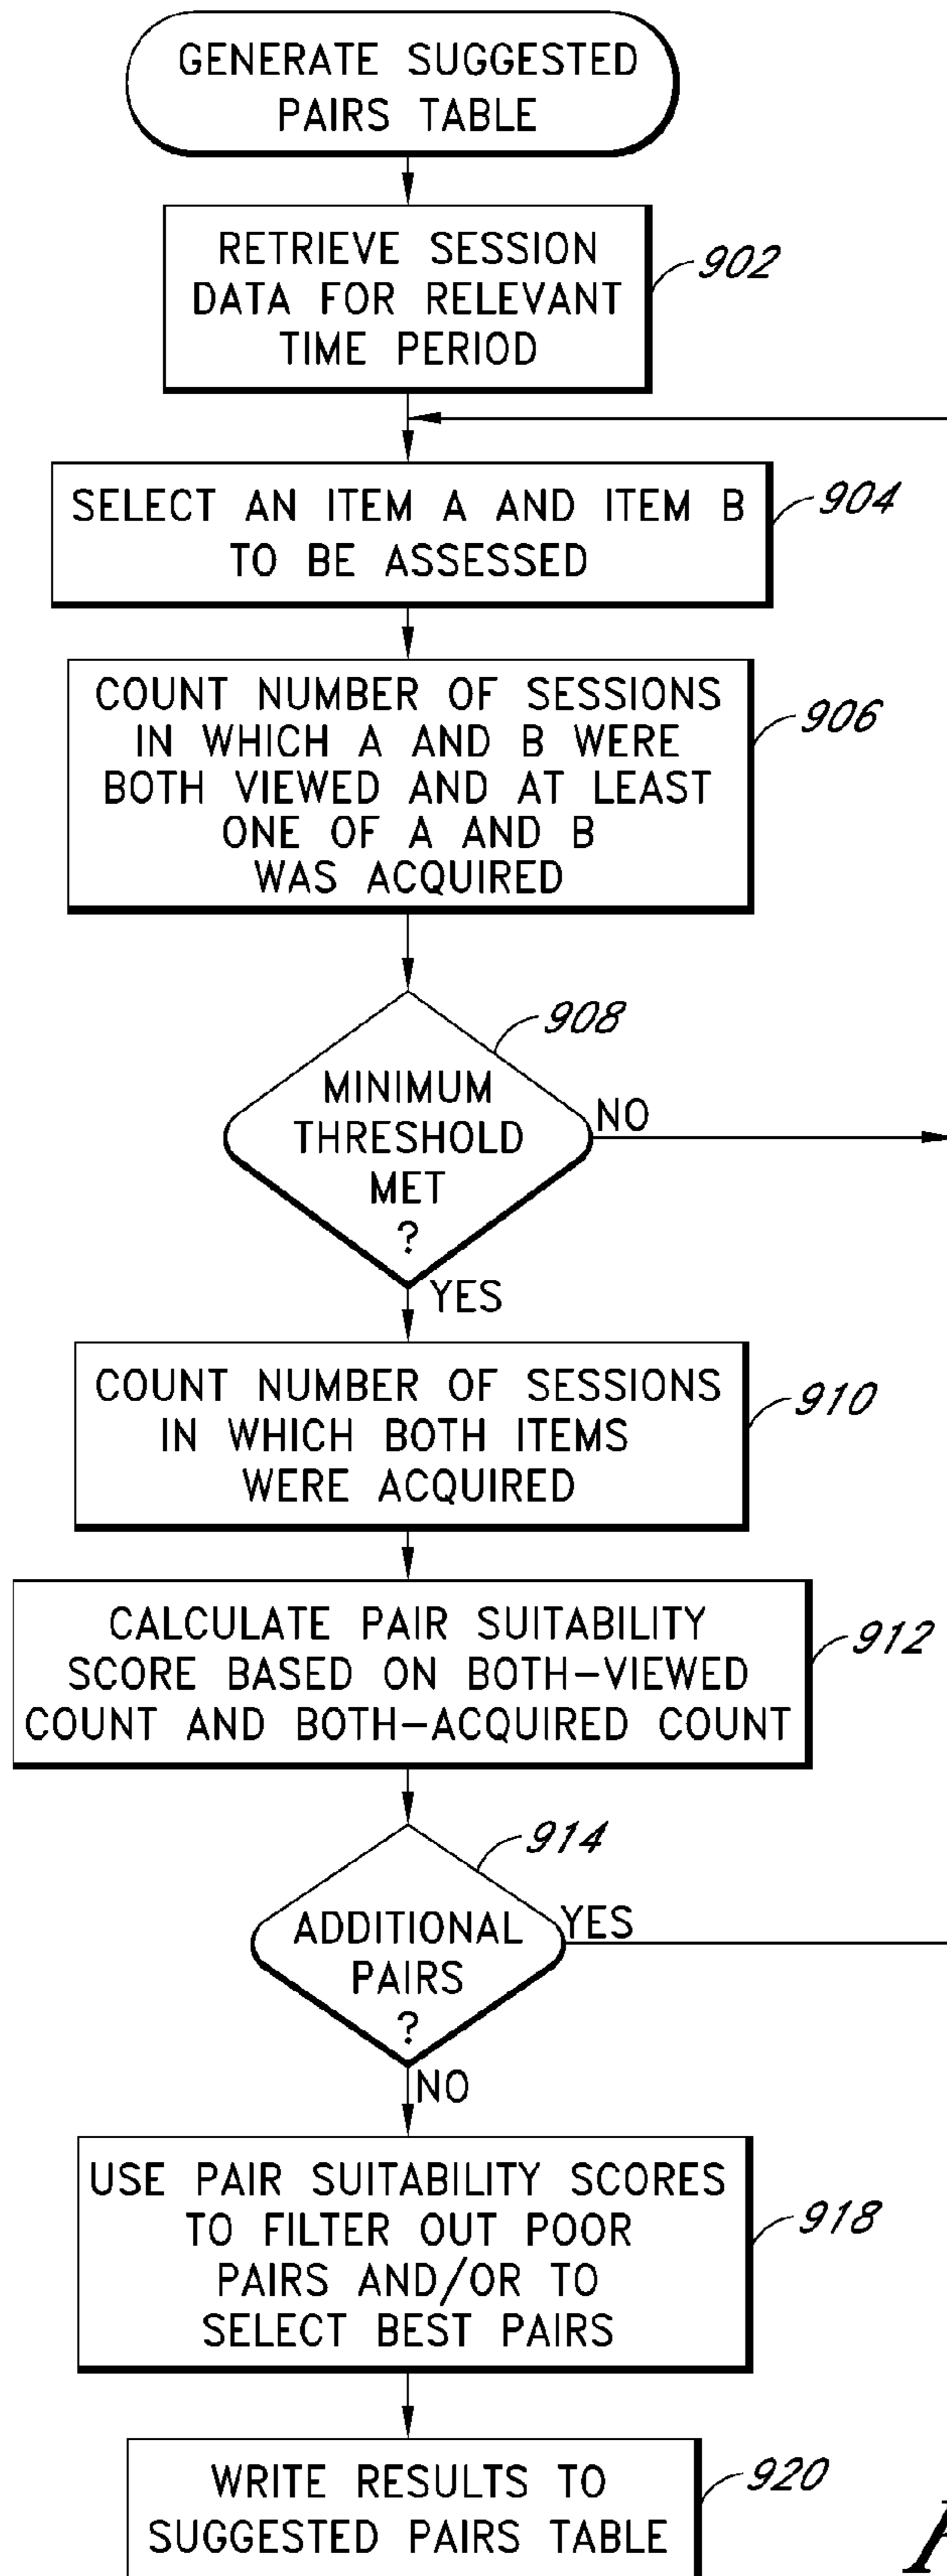 GENERATE SUGGESTED
PAIRS TABLE
RETRIEVE SESSION
DATA FOR RELEVANT
TIME PERIOD
902
SELECT AN ITEM A AND ITEM B
TO BE ASSESSED
904
COUNT NUMBER OF SESSIONS
IN WHICH A AND B WERE
BOTH VIEWED AND AT LEAST
ONE OF A AND B
WAS ACQUIRED
906
908
MINIMUM
THRESHOLD
MET
?
NO
YES
COUNT NUMBER OF SESSIONS
IN WHICH BOTH ITEMS
WERE ACQUIRED
910
CALCULATE PAIR SUITABILITY
SCORE BASED ON BOTH-VIEWED
COUNT AND BOTH-ACQUIRED COUNT
912
914
ADDITIONAL
PAIRS
?
YES
NO
USE PAIR SUITABILITY SCORES
TO FILTER OUT POOR
PAIRS AND/OR TO
SELECT BEST PAIRS
918
WRITE RESULTS TO
SUGGESTED PAIRS TABLE
920